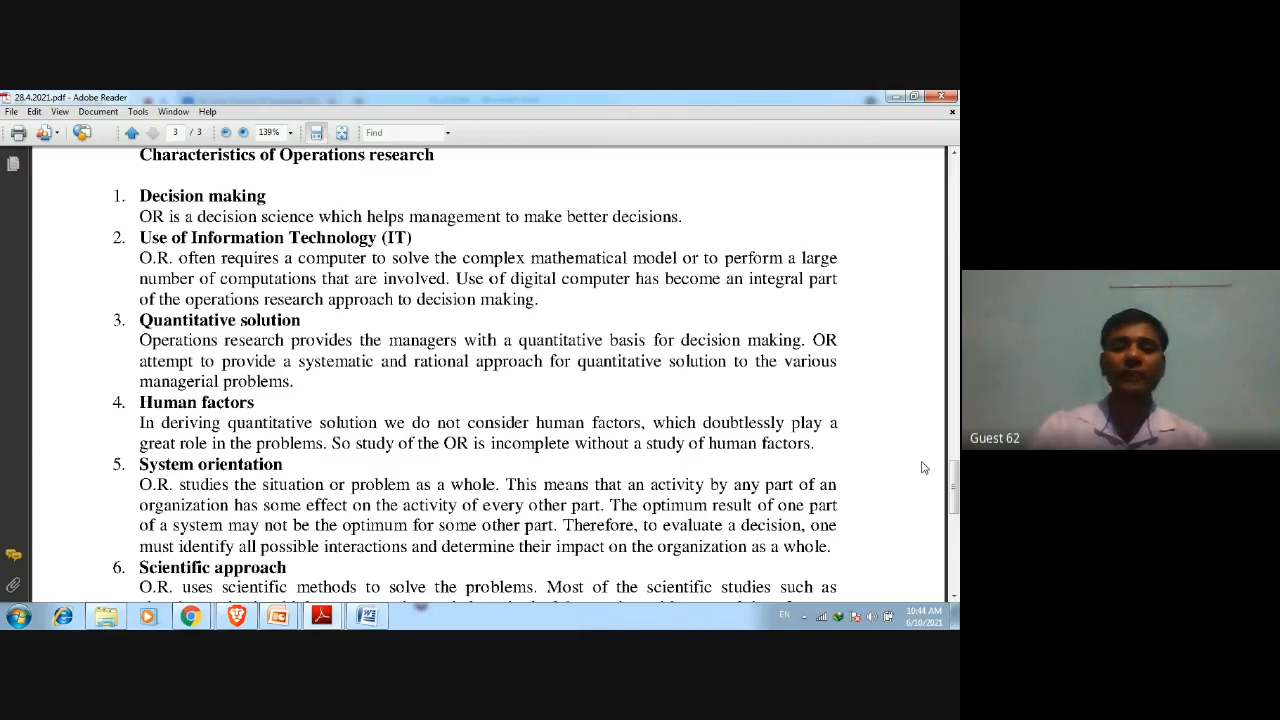 28.4.2021.pdf - Adobe Reader
File Edit View Document Tools Window Help
3 / 3 139% Find
Characteristics of Operations research
1. Decision making
OR is a decision science which helps management to make better decisions.
2. Use of Information Technology (IT)
O.R. often requires a computer to solve the complex mathematical model or to perform a large
number of computations that are involved. Use of digital computer has become an integral part
of the operations research approach to decision making.
3. Quantitative solution
Operations research provides the managers with a quantitative basis for decision making. OR
attempt to provide a systematic and rational approach for quantitative solution to the various
managerial problems.
4. Human factors
In deriving quantitative solution we do not consider human factors, which doubtlessly play a
great role in the problems. So study of the OR is incomplete without a study of human factors.
Guest 62
5. System orientation
O.R. studies the situation or problem as a whole. This means that an activity by any part of an
organization has some effect on the activity of every other part. The optimum result of one part
of a system may not be the optimum for some other part. Therefore, to evaluate a decision, one
must identify all possible interactions and determine their impact on the organization as a whole.
6. Scientific approach
O.R. uses scientific methods to solve the problems. Most of the scientific studies such as
EN
10:44 AM
6/10/2021